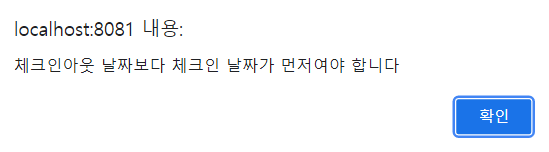 localhost:8081 내용:
체크인아웃 날짜보다 체크인 날짜가 먼저여야 합니다
확인